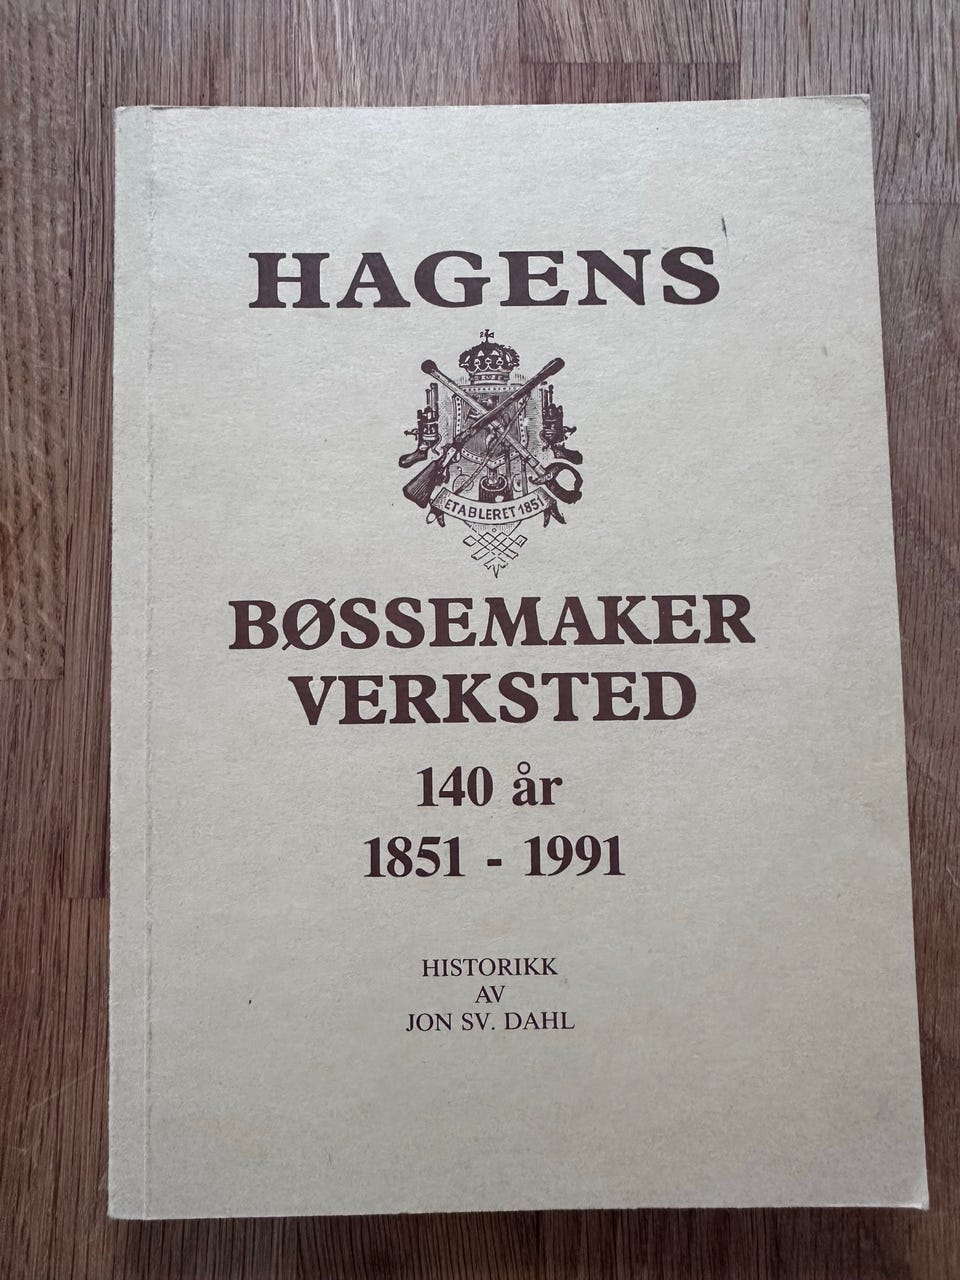 HAGENS
ETABLERET 1851
BØSSEMAKER
VERKSTED
140 år
1851 - 1991
HISTORIKK
AV
JON SV. DAHL